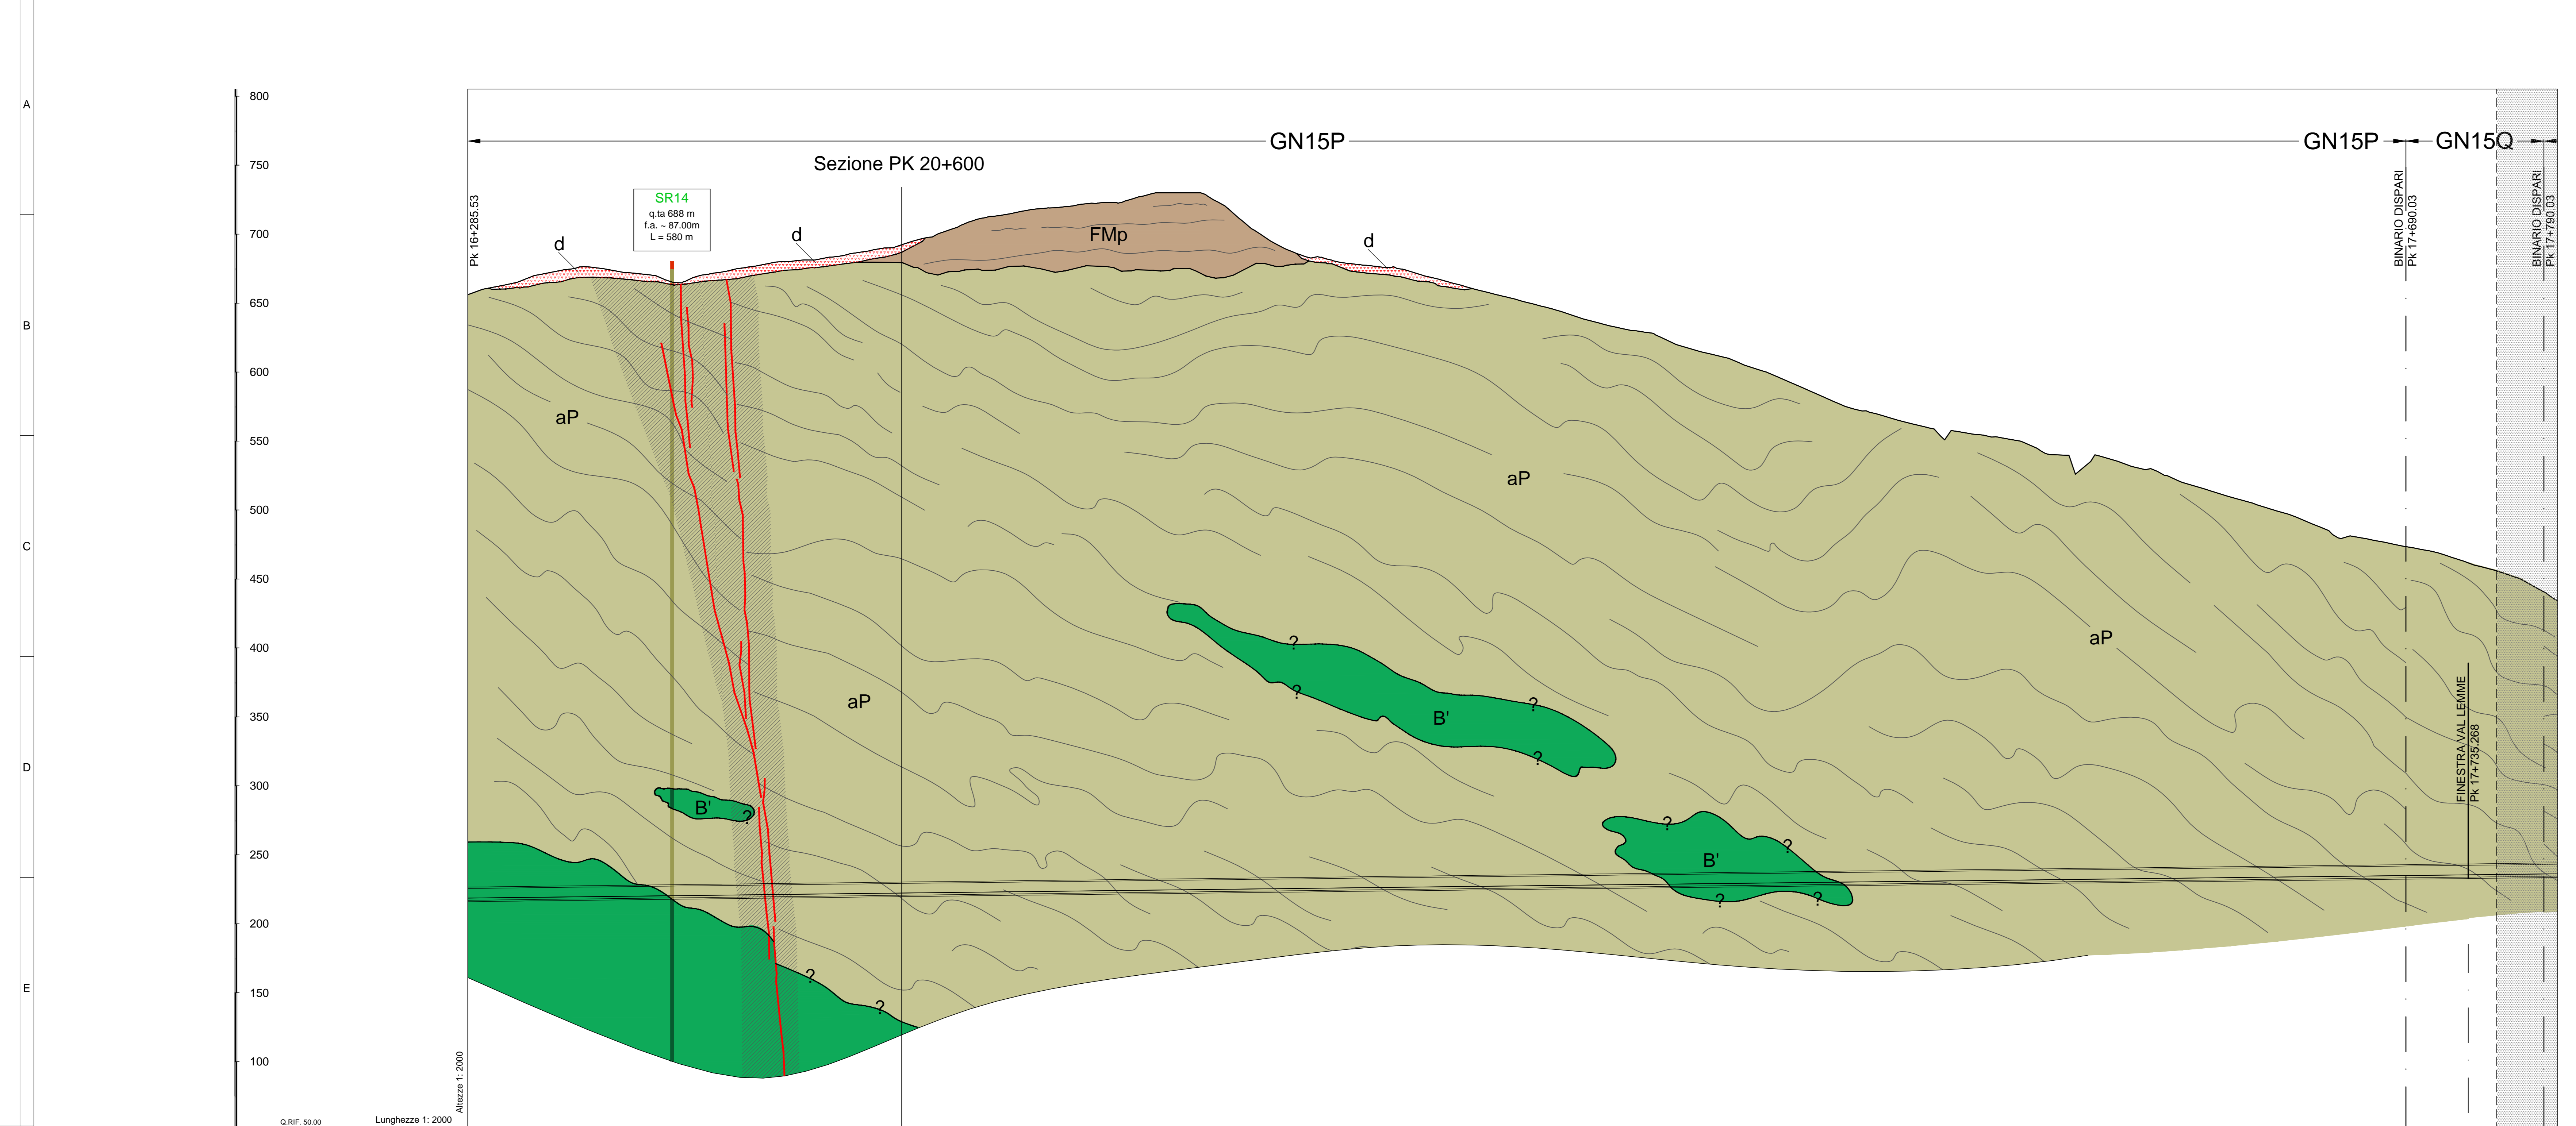 A
B
C
D
E
800
750
700
650
600
550
500
450
400
350
300
250
200
150
100
Q.RIF. 50.00
Lunghezze 1: 2000
Altezze 1: 2000
GN15P
GN15P
GN15Q
Sezione PK 20+600
Pk 16+285.53
SR14
q.ta 688 m
f.a. ~ 87.00m
L = 580 m
BINARIO DISPARI
Pk 17+690.03
BINARIO DISPARI
Pk 17+790.03
d
d
d
FMp
aP
aP
aP
aP
?
?
?
?
B'
B'
?
?
?
B'
?
?
?
?
FINESTRA VAL LEMME
Pk 17+735.268